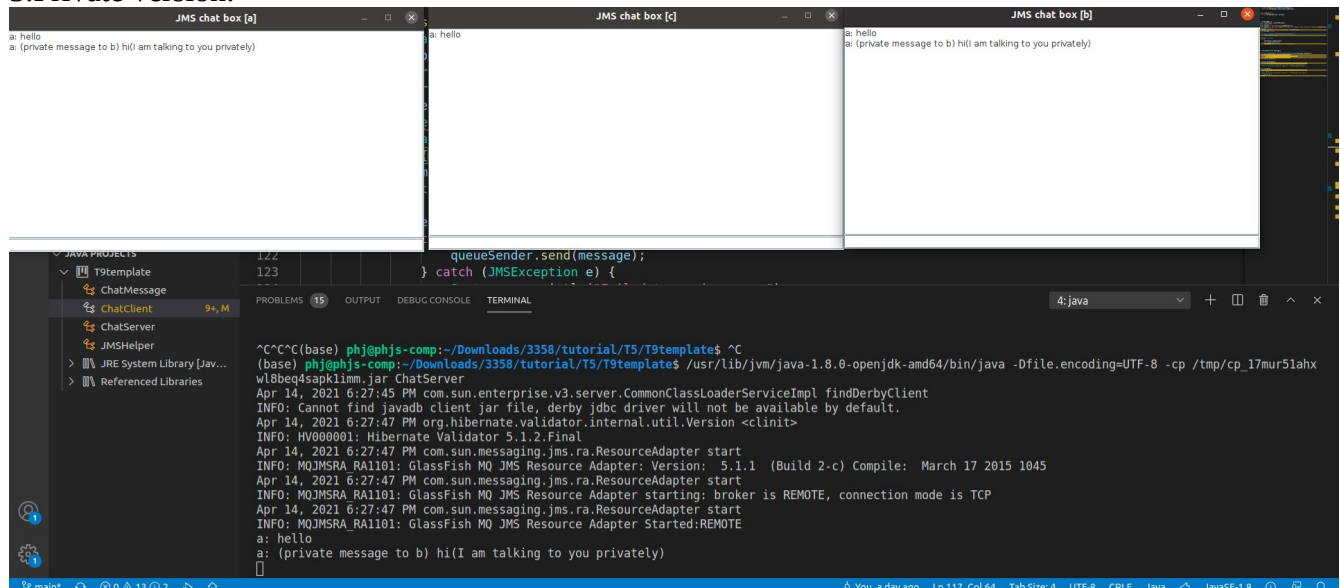 JMS chat box [a]
a: hello
a: (private message to b) hi(I am talking to you privately)
JMS chat box [c]
a: hello
JMS chat box [b]
a: hello
a: (private message to b) hi(I am talking to you privately)
JAVA PROJECTS
T9template
ChatMessage
ChatClient 9+, M
ChatServer
JMSHelper
JRE System Library [Jav...
Referenced Libraries
122 queueSender.send(message);
123 } catch (JMSException e) {
PROBLEMS 15 OUTPUT DEBUG CONSOLE TERMINAL 4: java
^C^C^C(base) phj@phjs-comp:~/Downloads/3358/tutorial/T5/T9template$ ^C
(base) phj@phjs-comp:~/Downloads/3358/tutorial/T5/T9template$ /usr/lib/jvm/java-1.8.0-openjdk-amd64/bin/java -Dfile.encoding=UTF-8 -cp /tmp/cp_17mur51ahx
wl8beq4sapk1imm.jar ChatServer
Apr 14, 2021 6:27:45 PM com.sun.enterprise.v3.server.CommonClassLoaderServiceImpl findDerbyClient
INFO: Cannot find javadb client jar file, derby jdbc driver will not be available by default.
Apr 14, 2021 6:27:47 PM org.hibernate.validator.internal.util.Version <clinit>
INFO: HV000001: Hibernate Validator 5.1.2.Final
Apr 14, 2021 6:27:47 PM com.sun.messaging.jms.ra.ResourceAdapter start
INFO: MQJMSRA_RA1101: GlassFish MQ JMS Resource Adapter: Version: 5.1.1 (Build 2-c) Compile: March 17 2015 1045
Apr 14, 2021 6:27:47 PM com.sun.messaging.jms.ra.ResourceAdapter start
INFO: MQJMSRA_RA1101: GlassFish MQ JMS Resource Adapter starting: broker is REMOTE, connection mode is TCP
Apr 14, 2021 6:27:47 PM com.sun.messaging.jms.ra.ResourceAdapter start
INFO: MQJMSRA_RA1101: GlassFish MQ JMS Resource Adapter Started:REMOTE
a: hello
a: (private message to b) hi(I am talking to you privately)
1
1
main* 0 13 2 You, a day ago Ln 117, Col 64 Tab Size: 4 UTF-8 CRLF Java JavaSE-1.8